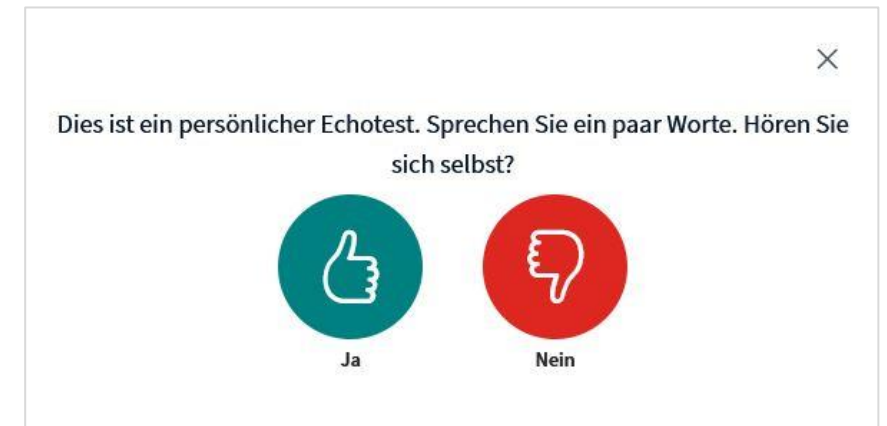 Dies ist ein persönlicher Echotest. Sprechen Sie ein paar Worte. Hören Sie
sich selbst?
Ja
Nein